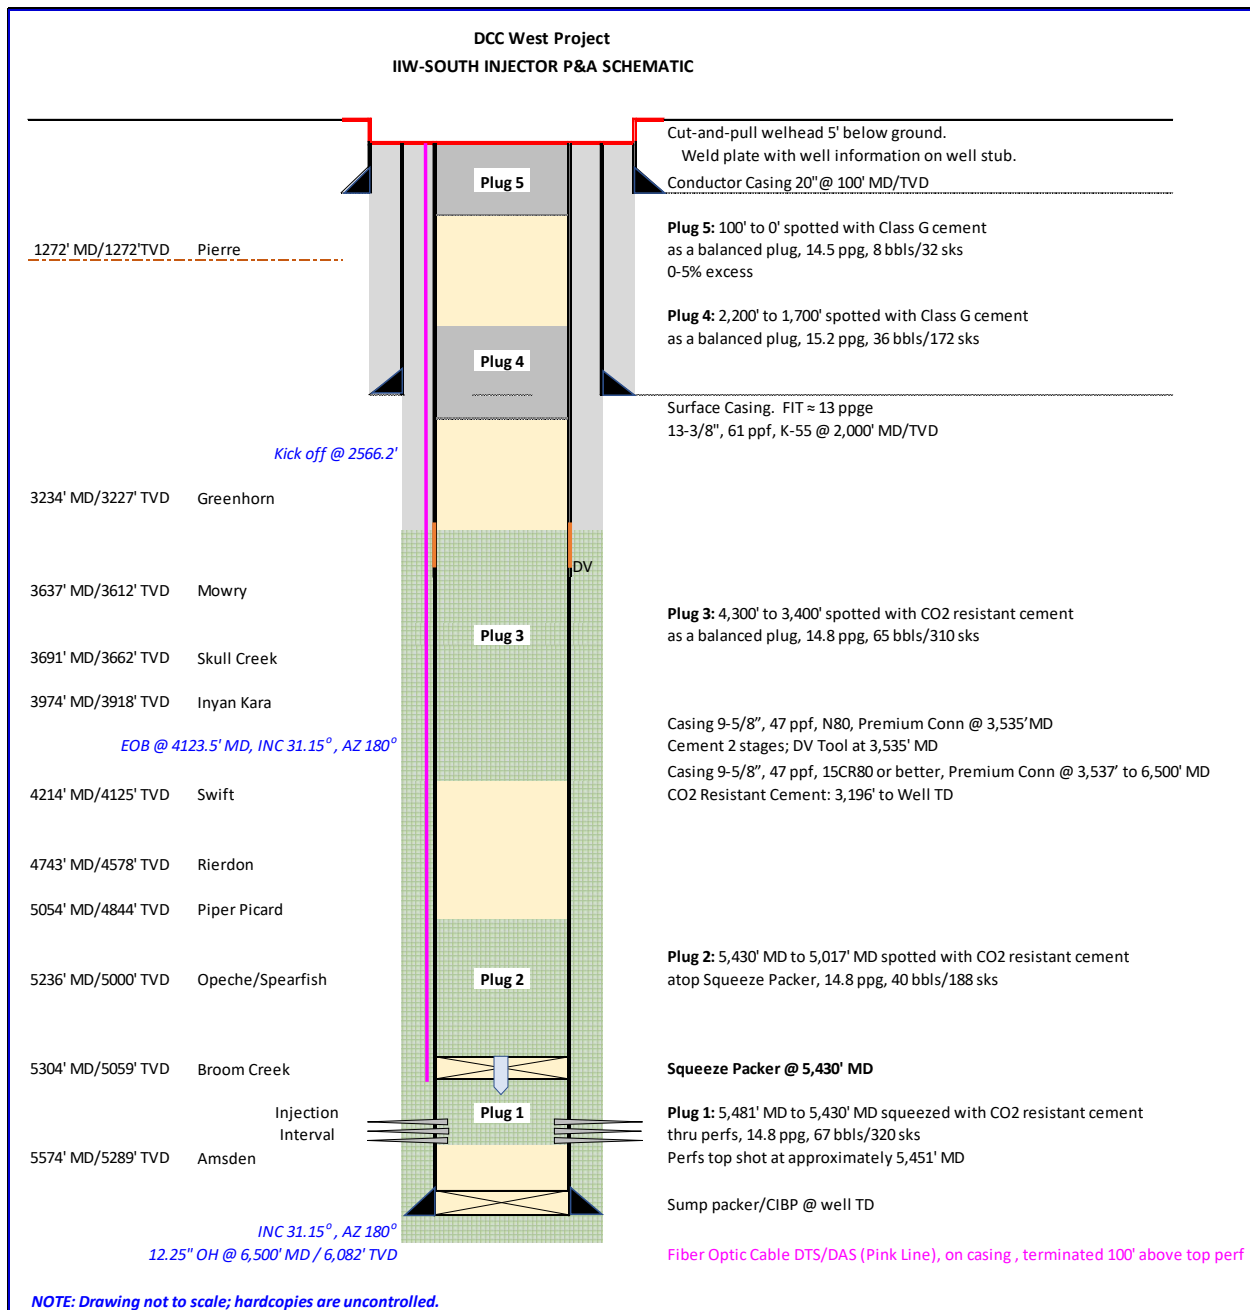 DCC West Project
IIW-SOUTH INJECTOR P&A SCHEMATIC
Cut-and-pull welhead 5' below ground.
Weld plate with well information on well stub.
Conductor Casing 20"@ 100' MD/TVD
Plug 5
Plug 5: 100' to 0' spotted with Class G cement
as a balanced plug, 14.5 ppg, 8 bbls/32 sks
0-5% excess
1272' MD/1272'TVD Pierre
Plug 4: 2,200' to 1,700' spotted with Class G cement
as a balanced plug, 15.2 ppg, 36 bbls/172 sks
Plug 4
Surface Casing. FIT ≈ 13 ppge
13-3/8", 61 ppf, K-55 @ 2,000' MD/TVD
Kick off @ 2566.2'
3234' MD/3227' TVD Greenhorn
DV
3637' MD/3612' TVD Mowry
Plug 3: 4,300' to 3,400' spotted with CO2 resistant cement
as a balanced plug, 14.8 ppg, 65 bbls/310 sks
Plug 3
3691' MD/3662' TVD Skull Creek
3974' MD/3918' TVD Inyan Kara
Casing 9-5/8”, 47 ppf, N80, Premium Conn @ 3,535’MD
Cement 2 stages; DV Tool at 3,535' MD
EOB @ 4123.5' MD, INC 31.15°, AZ 180°
Casing 9-5/8”, 47 ppf, 15CR80 or better, Premium Conn @ 3,537’ to 6,500' MD
CO2 Resistant Cement: 3,196' to Well TD
4214' MD/4125' TVD Swift
4743' MD/4578' TVD Rierdon
5054' MD/4844' TVD Piper Picard
Plug 2: 5,430' MD to 5,017' MD spotted with CO2 resistant cement
atop Squeeze Packer, 14.8 ppg, 40 bbls/188 sks
5236' MD/5000' TVD Opeche/Spearfish
Plug 2
5304' MD/5059' TVD Broom Creek
Squeeze Packer @ 5,430' MD
Injection
Interval
Plug 1
Plug 1: 5,481' MD to 5,430' MD squeezed with CO2 resistant cement
thru perfs, 14.8 ppg, 67 bbls/320 sks
Perfs top shot at approximately 5,451' MD
5574' MD/5289' TVD Amsden
Sump packer/CIBP @ well TD
INC 31.15°, AZ 180°
12.25" OH @ 6,500' MD / 6,082' TVD
Fiber Optic Cable DTS/DAS (Pink Line), on casing , terminated 100' above top perf
NOTE: Drawing not to scale; hardcopies are uncontrolled.